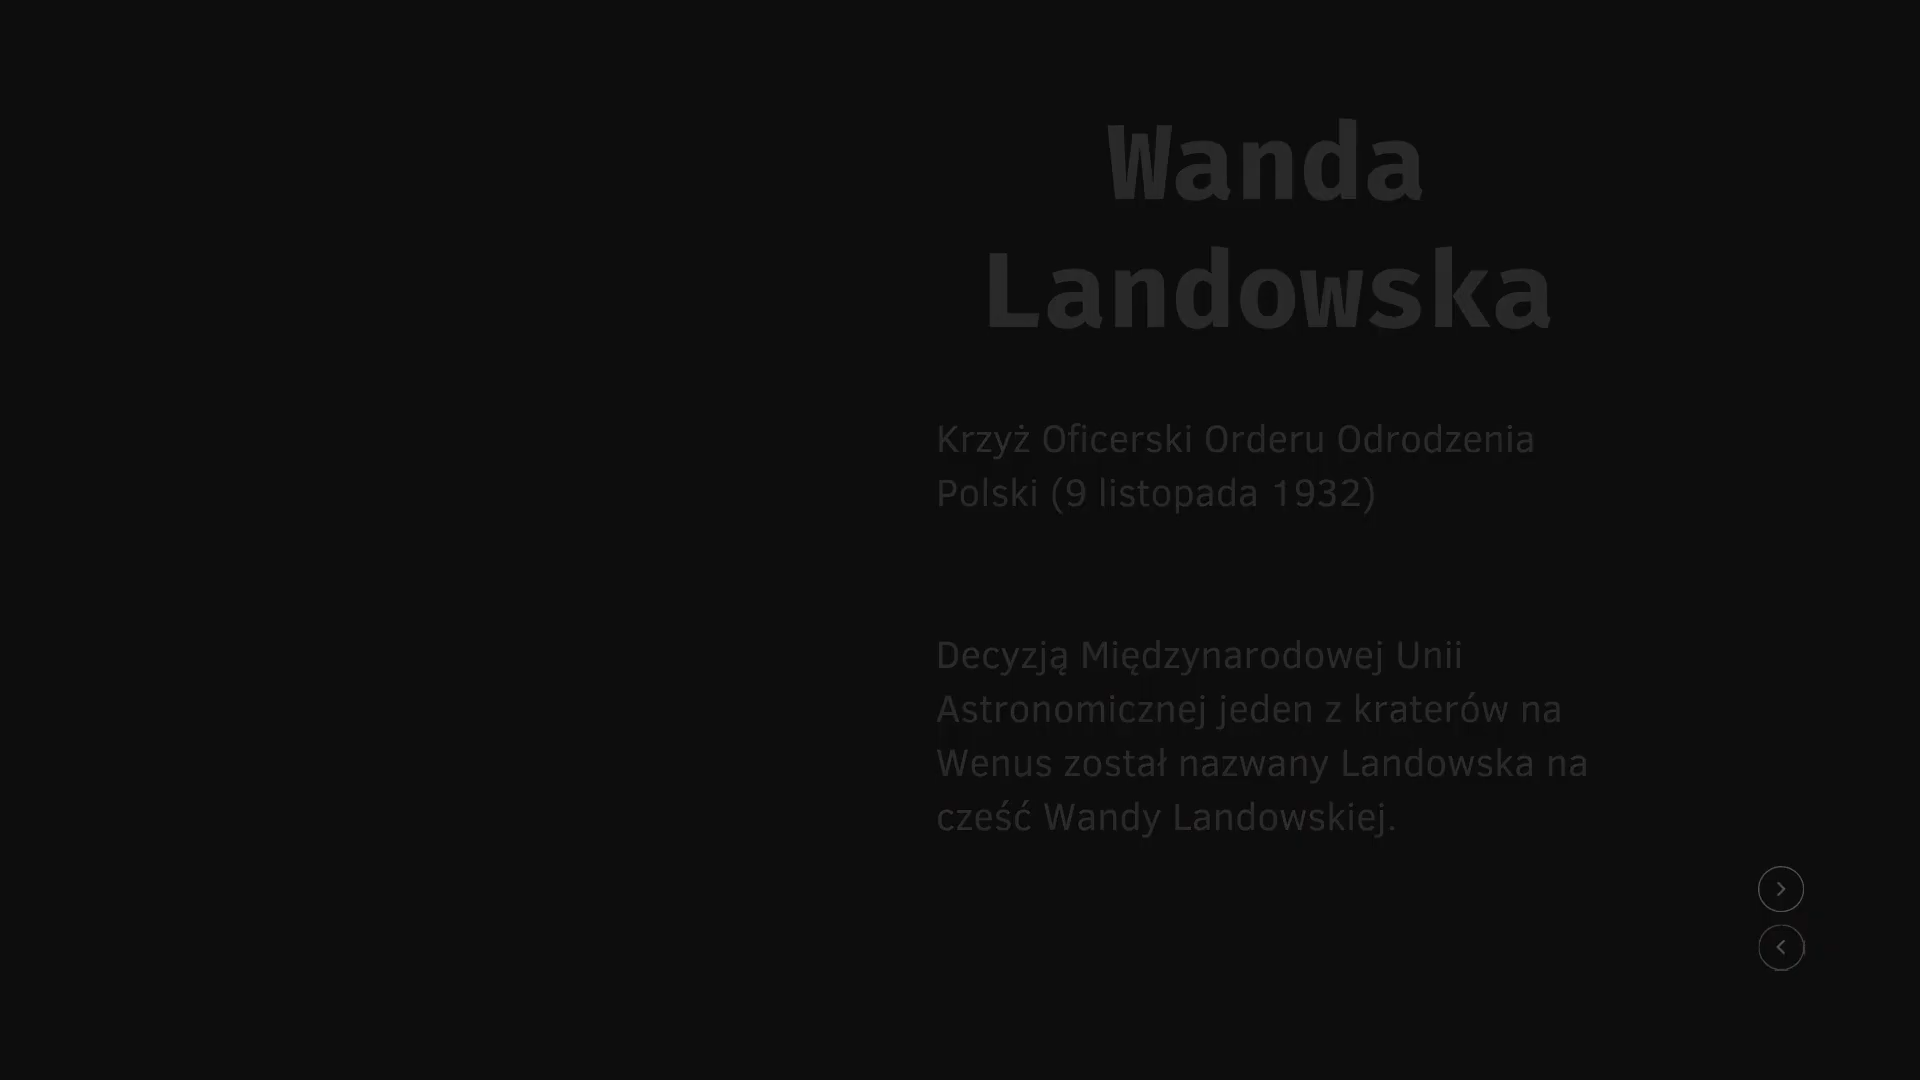 Wanda
Landowska
Krzyż Oficerski Orderu Odrodzenia
Polski (9 listopada 1932)
Decyzją Międzynarodowej Unii
Astronomicznej jeden z kraterów na
Wenus został nazwany Landowska na
cześć Wandy Landowskiej.